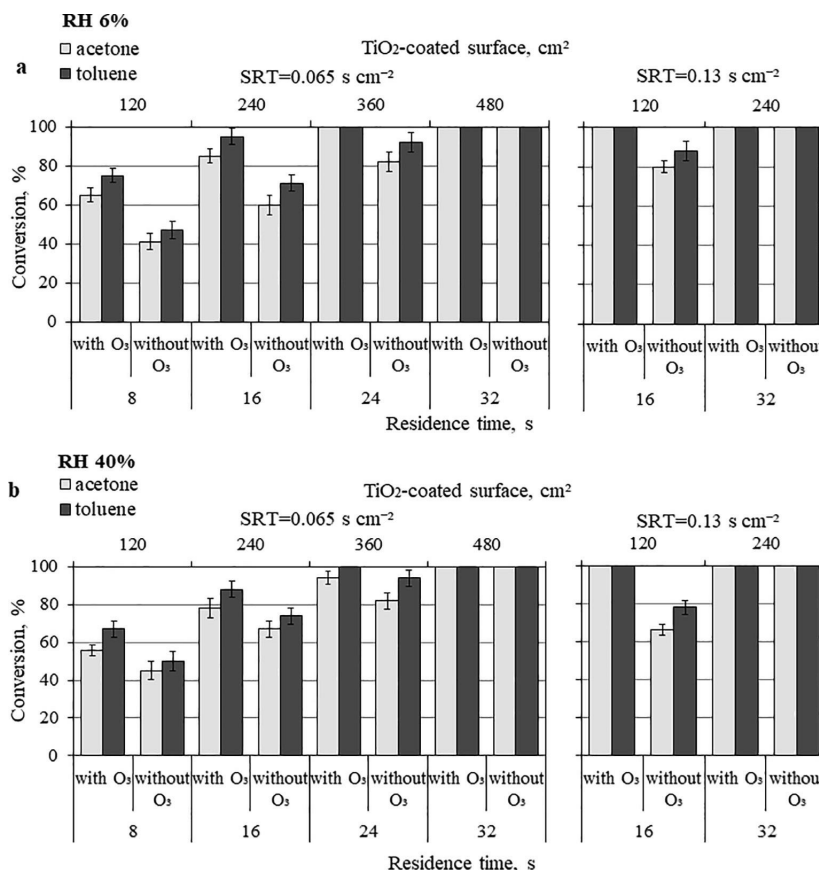 RH 6%
acetone
toluene
a
TiO₂-coated surface, cm²
SRT=0.065 s cm⁻²
SRT=0.13 s cm⁻²
120 240 360 480 120 240
Conversion, %
100
80
60
40
20
0
with O₃ without O₃ with O₃ without O₃ with O₃ without O₃ with O₃ without O₃ with O₃ without O₃ with O₃ without O₃
8 16 24 32 16 32
Residence time, s
RH 40%
b
acetone
toluene
TiO₂-coated surface, cm²
SRT=0.065 s cm⁻²
SRT=0.13 s cm⁻²
120 240 360 480 120 240
Conversion, %
100
80
60
40
20
0
with O₃ without O₃ with O₃ without O₃ with O₃ without O₃ with O₃ without O₃ with O₃ without O₃ with O₃ without O₃
8 16 24 32 16 32
Residence time, s